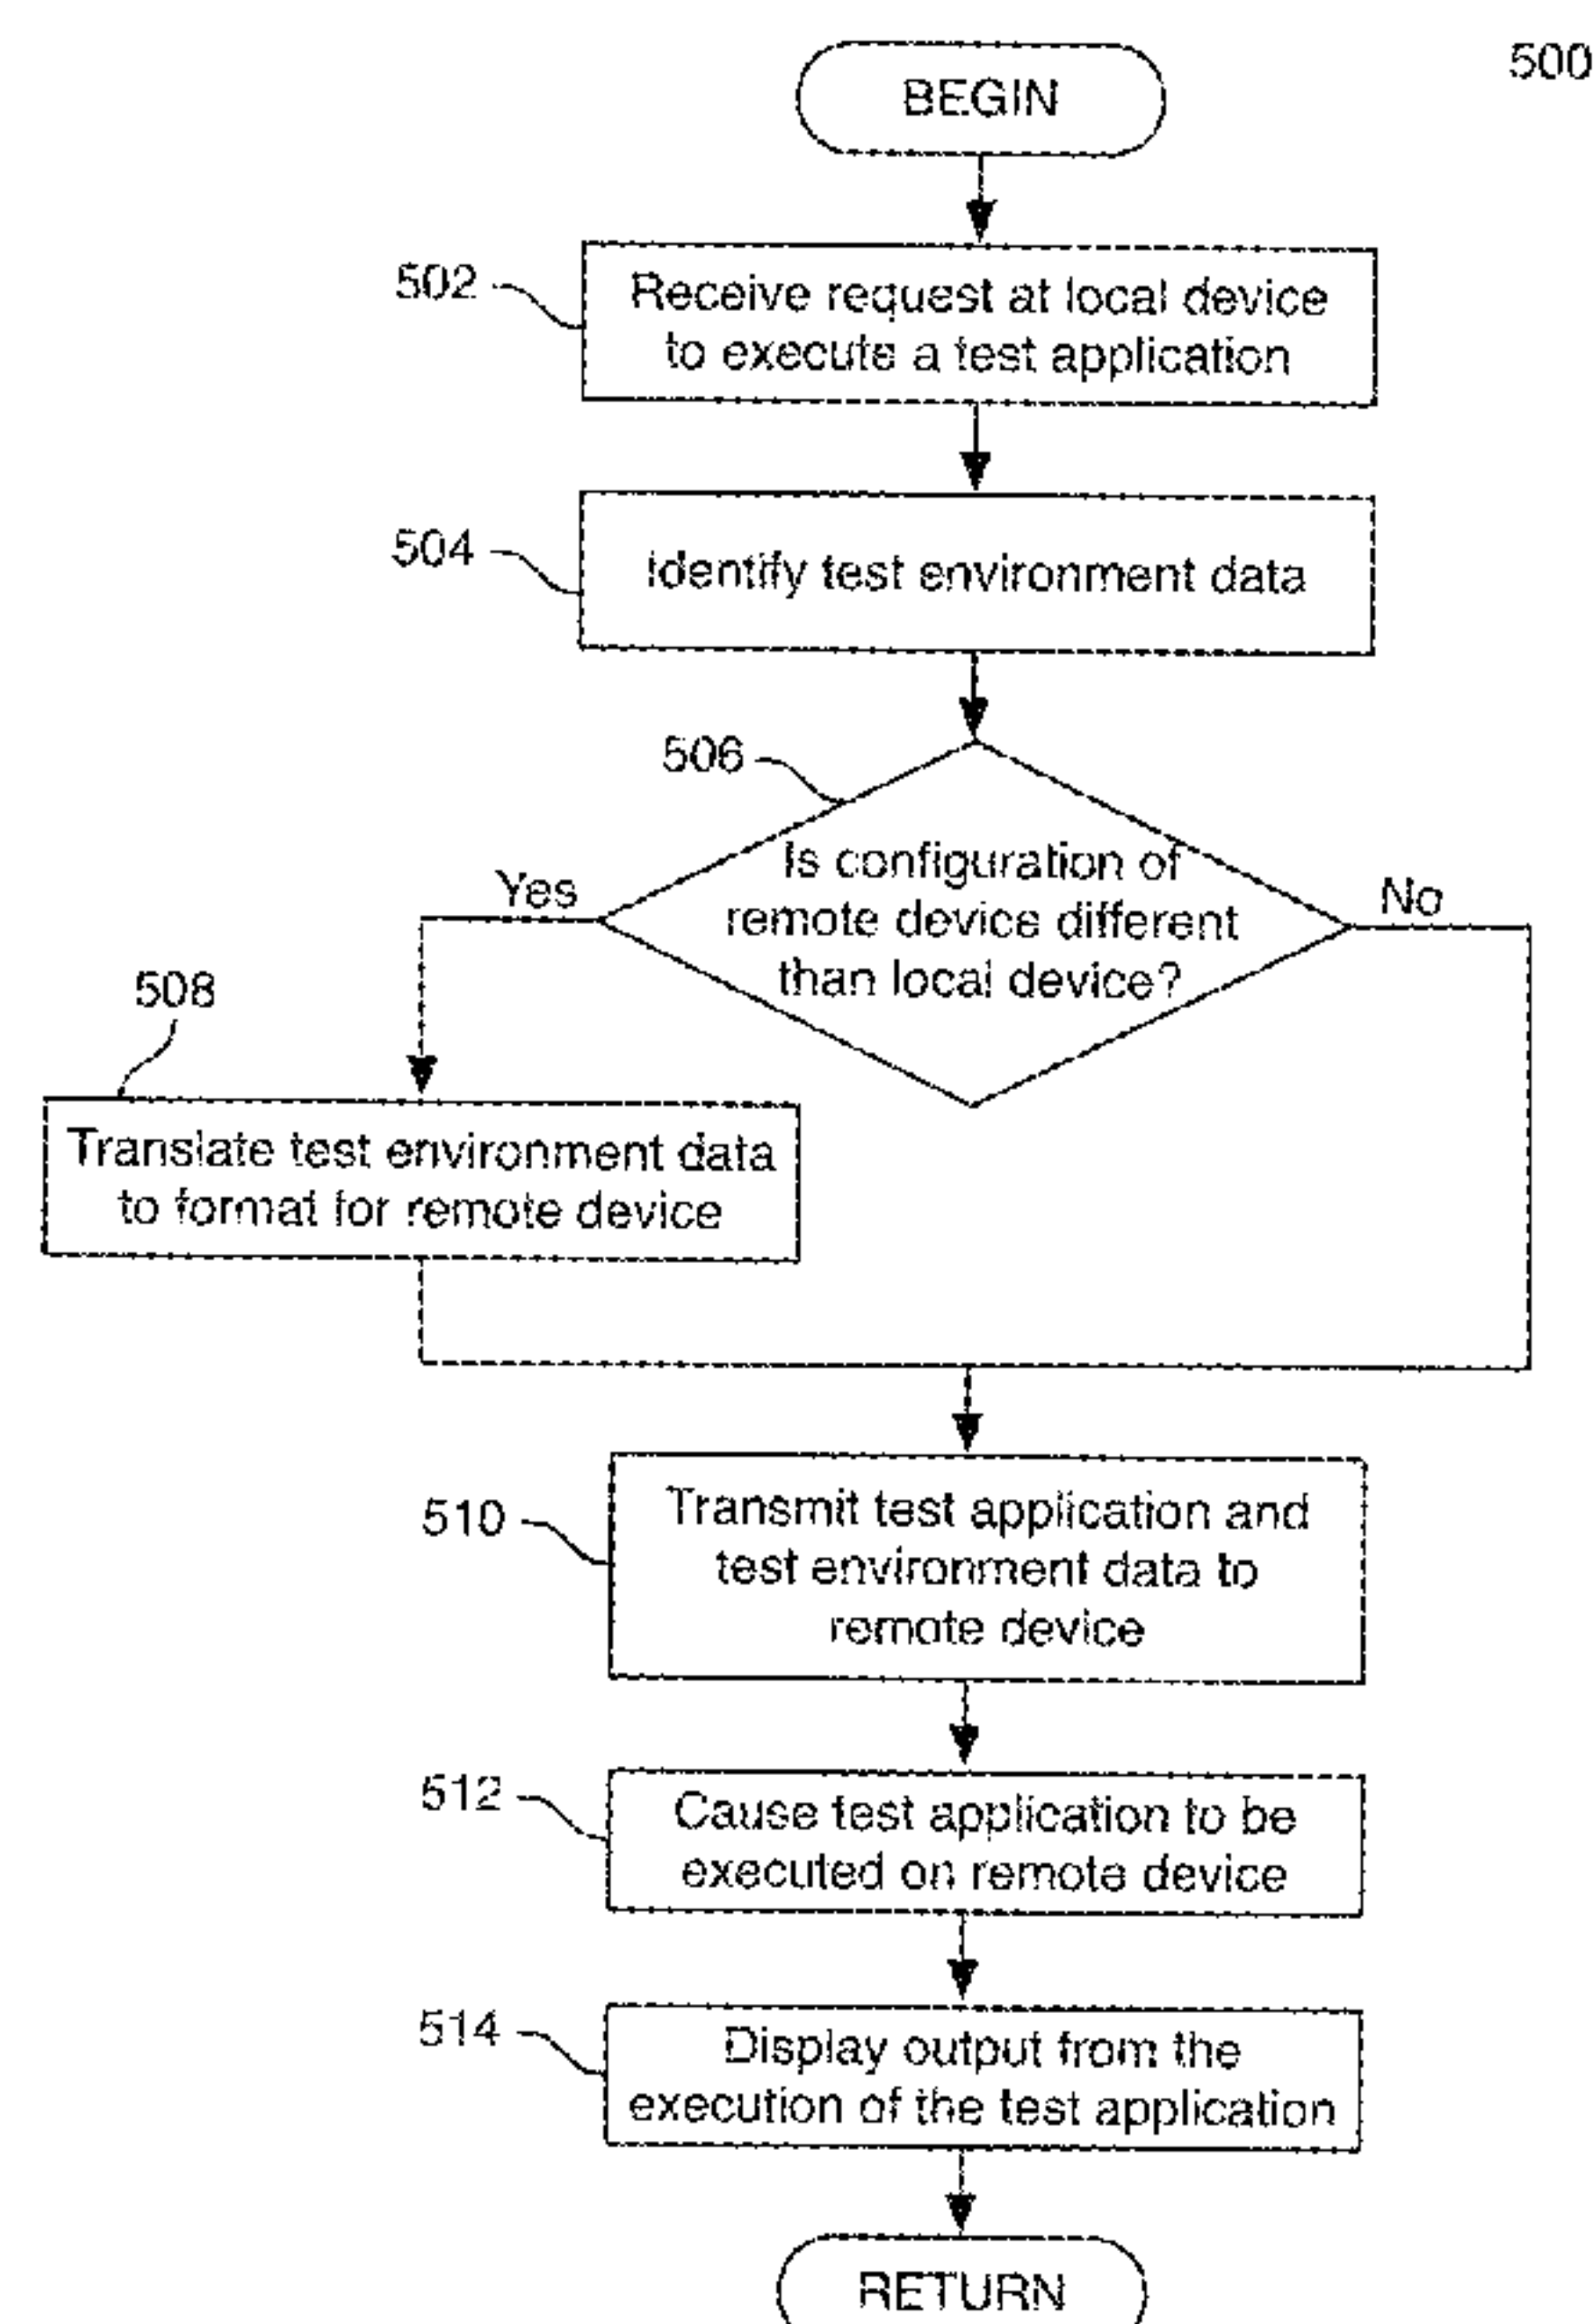 500
BEGIN
502
Receive request at local device
to execute a test application
504
Identify test environment data
506
Is configuration of
remote device different
than local device?
Yes
No
508
Translate test environment data
to format for remote device
510
Transmit test application and
test environment data to
remote device
512
Cause test application to be
executed on remote device
514
Display output from the
execution of the test application
RETURN